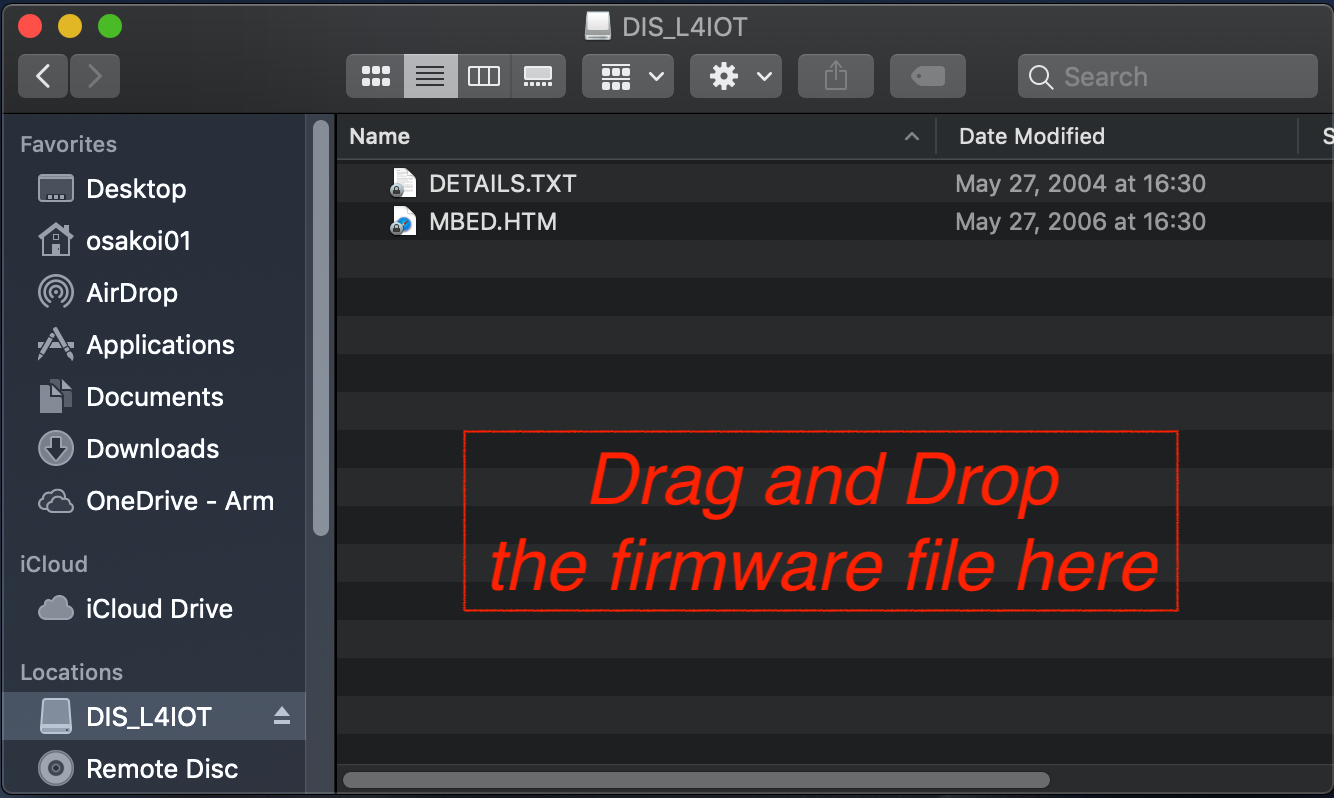 DIS_L4IOT
Search
Favorites
Desktop
osakoi01
AirDrop
Applications
Documents
Downloads
OneDrive - Arm
iCloud
iCloud Drive
Locations
DIS_L4IOT
Remote Disc
Name Date Modified S
DETAILS.TXT May 27, 2004 at 16:30
MBED.HTM May 27, 2006 at 16:30
Drag and Drop
the firmware file here